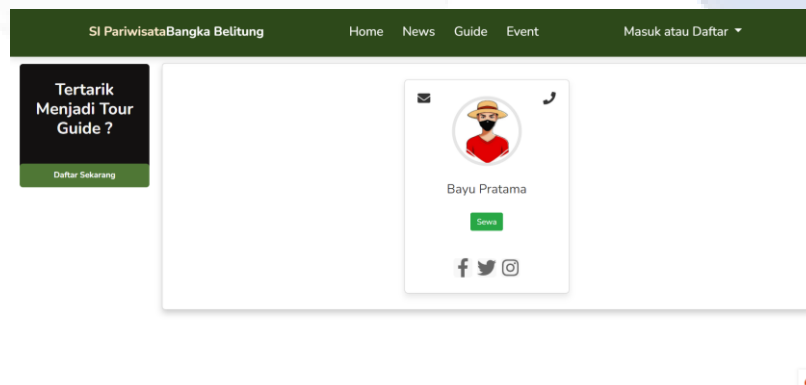 SI PariwisataBangka Belitung Home News Guide Event Masuk atau Daftar
Tertarik
Menjadi Tour
Guide ?
Daftar Sekarang
Bayu Pratama
Sewa